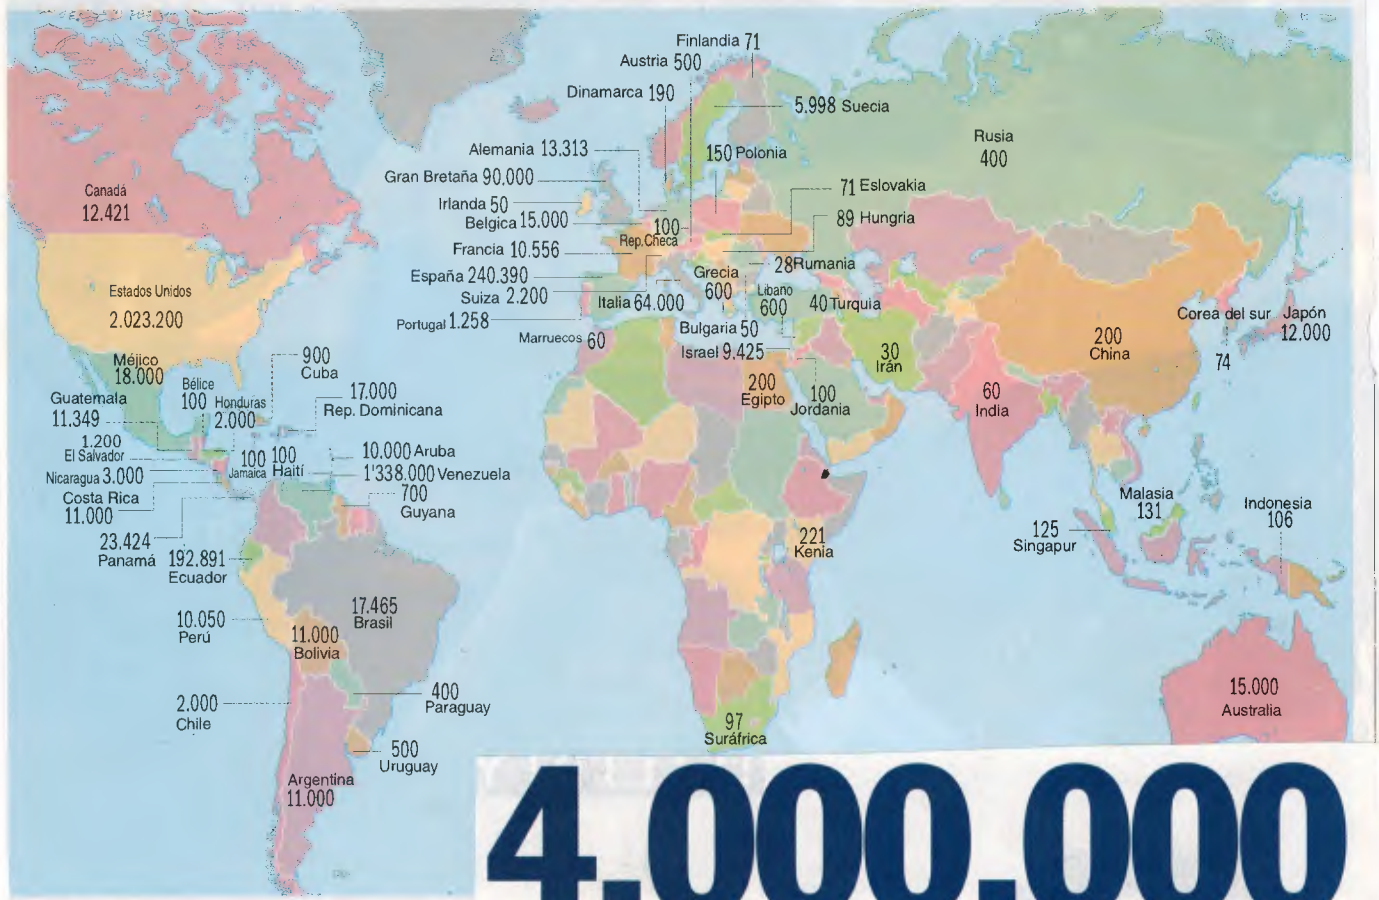 Finlandia 71
Austria 500
Dinamarca 190
5.998 Suecia
Alemania 13.313
150 Polonia
Rusia
400
Gran Bretaña 90,000
71 Eslovakia
Canadá
12.421
Irlanda 50
Belgica 15.000
89 Hungria
100
Rep. Checa
Francia 10.556
28 Rumania
España 240.390
Grecia
600
Suiza 2.200
Italia 64.000
Libano
600
40 Turquia
Estados Unidos
2.023.200
Portugal 1.258
Bulgaria 50
Marruecos 60
Israel 9.425
Corea del sur
74
Japón
12.000
200
China
30
Irán
Méjico
18.000
900
Cuba
Bélice
100
Guatemala
11.349
Honduras
2.000
17.000
Rep. Dominicana
200
Egipto
100
Jordania
60
India
1.200
El Salvador
100
Jamaica
100
Haití
10.000 Aruba
Nicaragua 3.000
1'338.000 Venezuela
Costa Rica
11.000
700
Guyana
23.424
Panamá
192.891
Ecuador
Malasia
131
Indonesia
106
125
Singapur
221
Kenia
10.050
Perú
17.465
Brasil
11.000
Bolivia
2.000
Chile
400
Paraguay
15.000
Australia
97
Suráfrica
500
Uruguay
Argentina
11.000
4.000.000